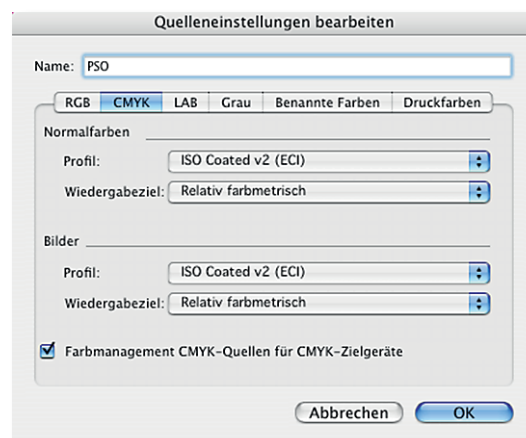 Quelleneinstellungen bearbeiten
Name: PSO
RGB CMYK LAB Grau Benannte Farben Druckfarben
Normalfarben
Profil: ISO Coated v2 (ECI)
Wiedergabeziel: Relativ farbmetrisch
Bilder
Profil: ISO Coated v2 (ECI)
Wiedergabeziel: Relativ farbmetrisch
Farbmanagement CMYK-Quellen für CMYK-Zielgeräte
Abbrechen OK